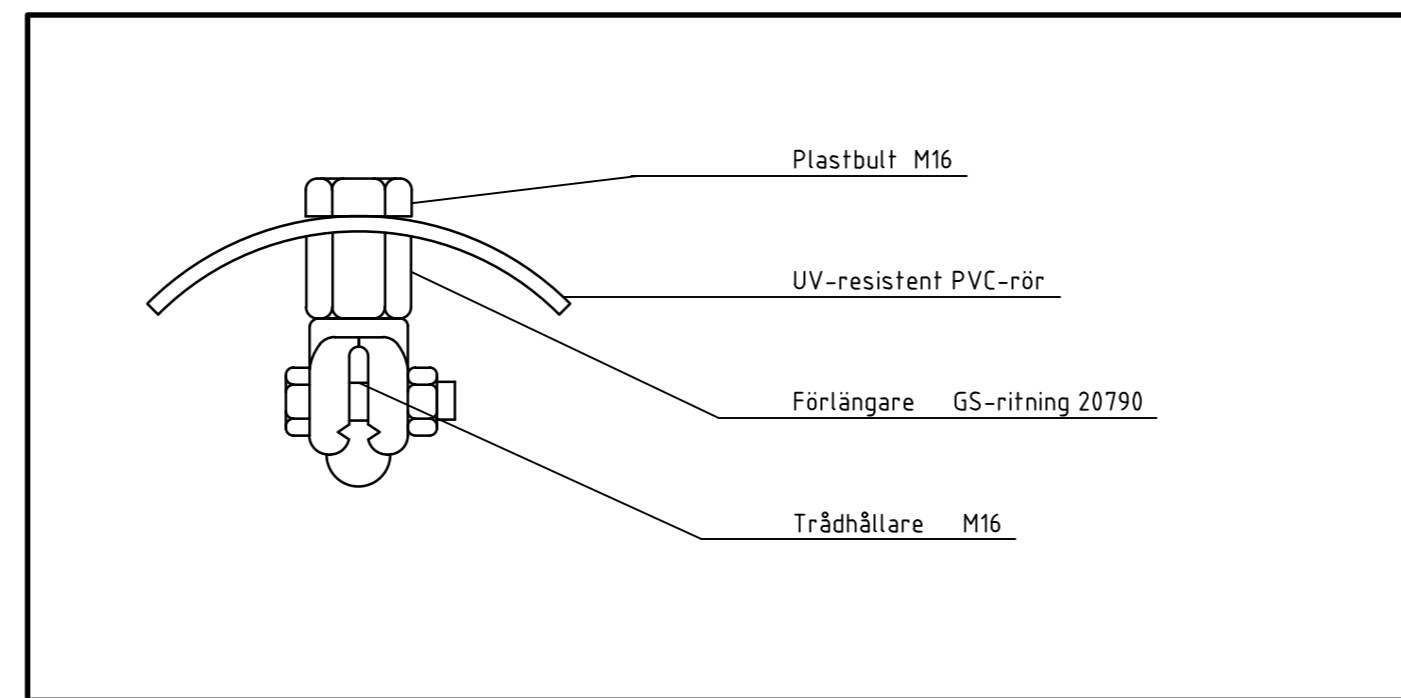 Plastbult M16
UV-resistent PVC-rör
Förlängare GS-ritning 20790
Trådhållare M16